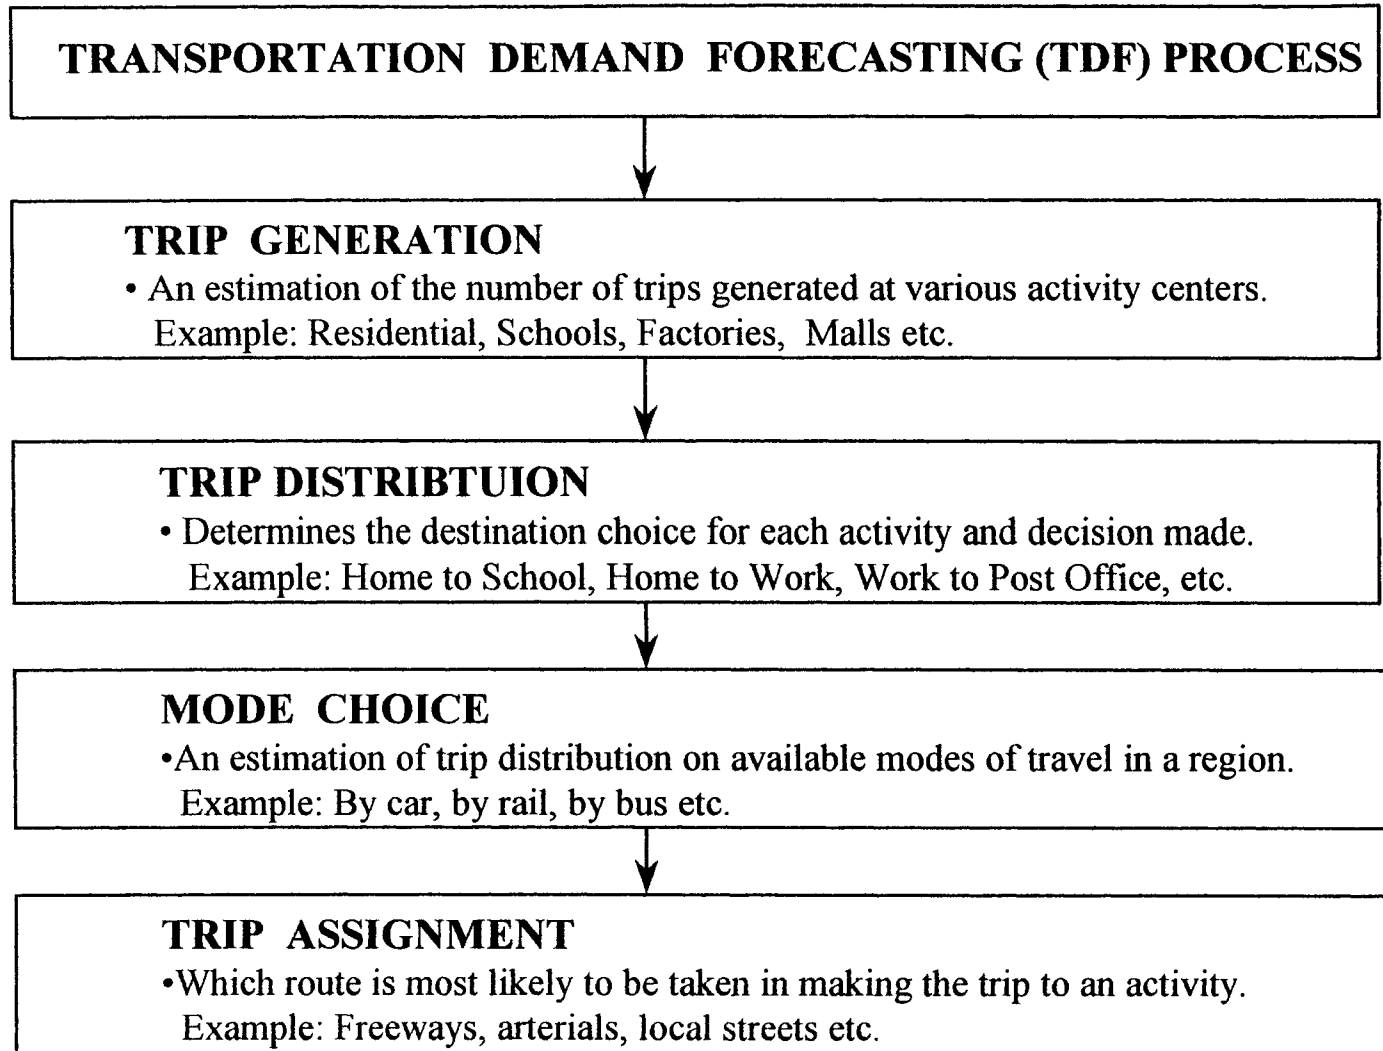 TRANSPORTATION DEMAND FORECASTING (TDF) PROCESS
TRIP GENERATION
• An estimation of the number of trips generated at various activity centers.
Example: Residential, Schools, Factories, Malls etc.
TRIP DISTRIBTUION
• Determines the destination choice for each activity and decision made.
Example: Home to School, Home to Work, Work to Post Office, etc.
MODE CHOICE
•An estimation of trip distribution on available modes of travel in a region.
Example: By car, by rail, by bus etc.
TRIP ASSIGNMENT
•Which route is most likely to be taken in making the trip to an activity.
Example: Freeways, arterials, local streets etc.